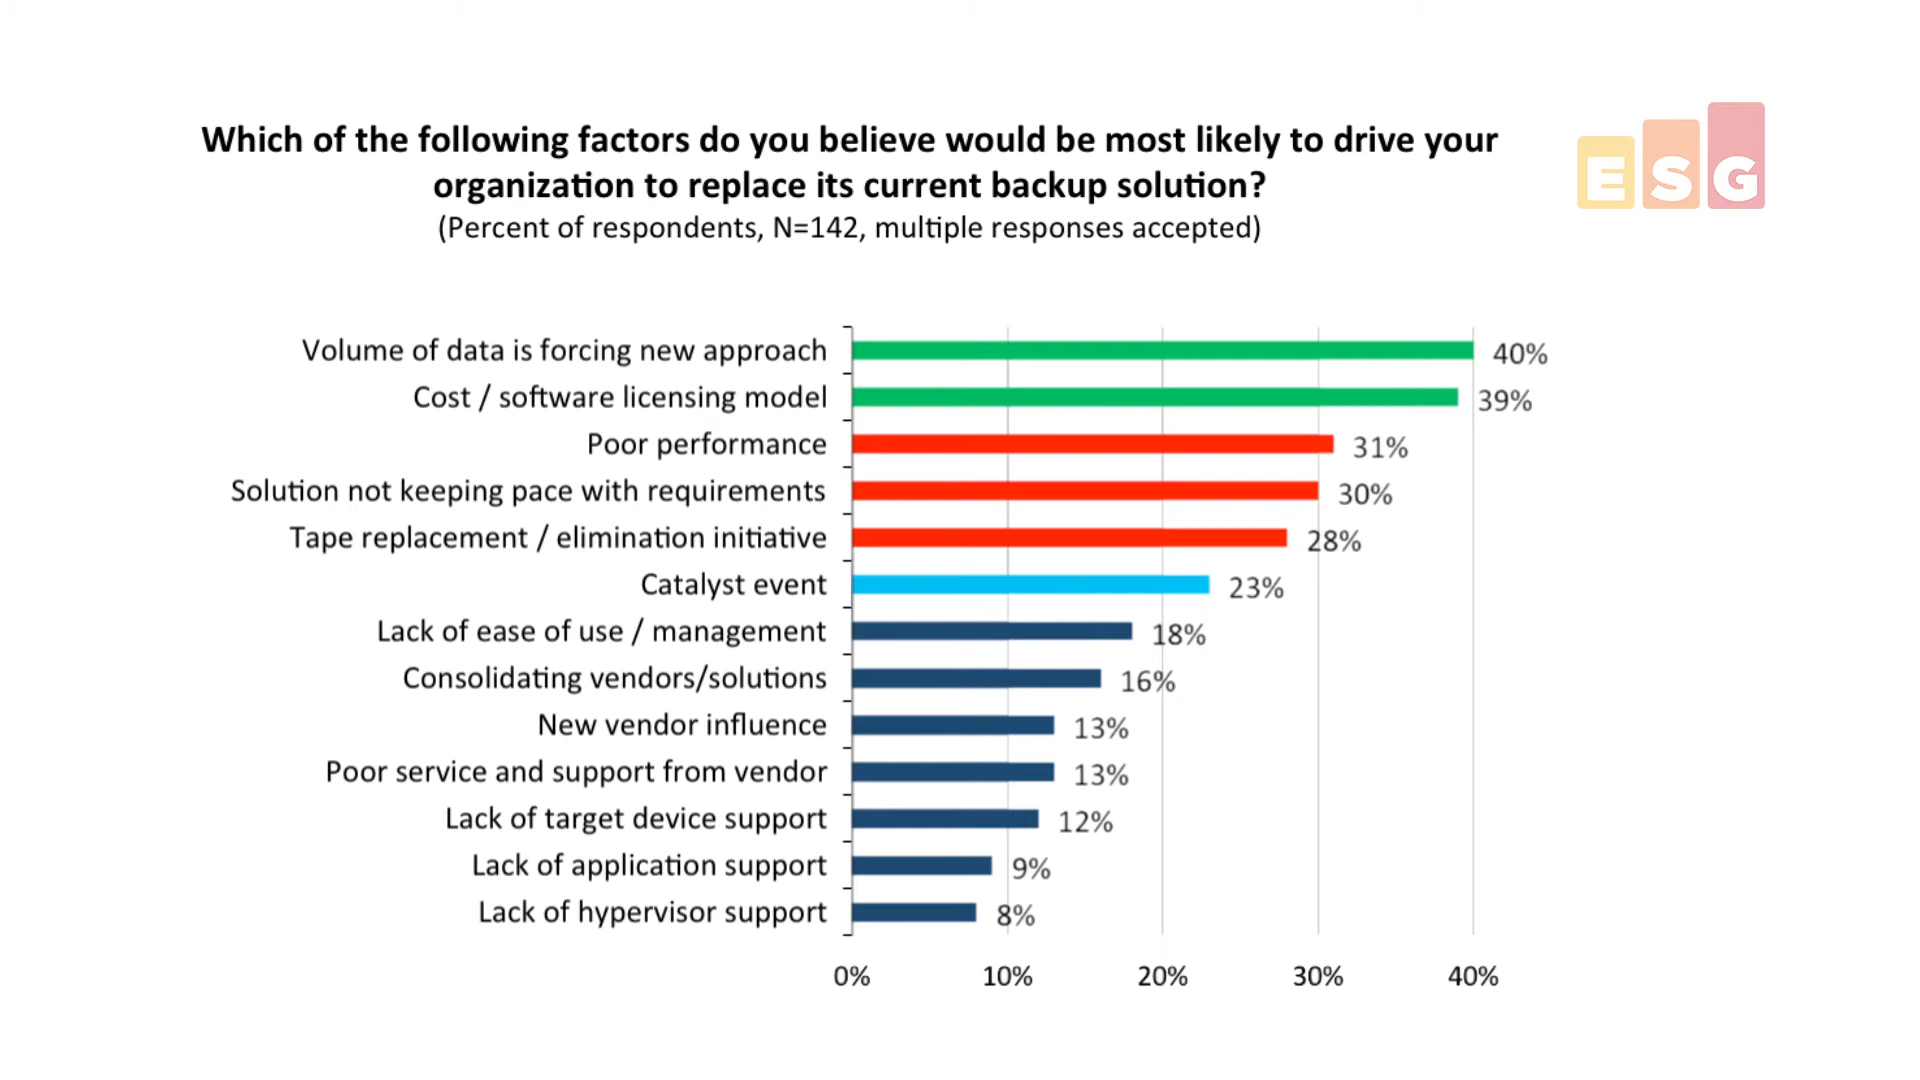 Which of the following factors do you believe would be most likely to drive your
organization to replace its current backup solution?
(Percent of respondents, N=142, multiple responses accepted)
ESG
Volume of data is forcing new approach 40%
Cost / software licensing model 39%
Poor performance 31%
Solution not keeping pace with requirements 30%
Tape replacement / elimination initiative 28%
Catalyst event 23%
Lack of ease of use / management 18%
Consolidating vendors/solutions 16%
New vendor influence 13%
Poor service and support from vendor 13%
Lack of target device support 12%
Lack of application support 9%
Lack of hypervisor support 8%
0% 10% 20% 30% 40%